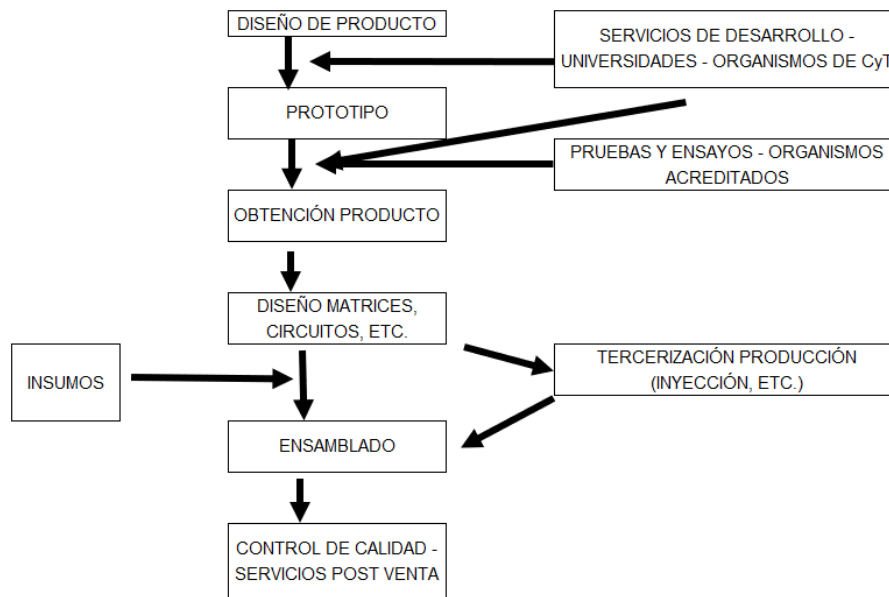 DISEÑO DE PRODUCTO
SERVICIOS DE DESARROLLO -
UNIVERSIDADES - ORGANISMOS DE CyT
PROTOTIPO
PRUEBAS Y ENSAYOS - ORGANISMOS
ACREDITADOS
OBTENCIÓN PRODUCTO
DISEÑO MATRICES,
CIRCUITOS, ETC.
INSUMOS
TERCERIZACIÓN PRODUCCIÓN
(INYECCIÓN, ETC.)
ENSAMBLADO
CONTROL DE CALIDAD -
SERVICIOS POST VENTA